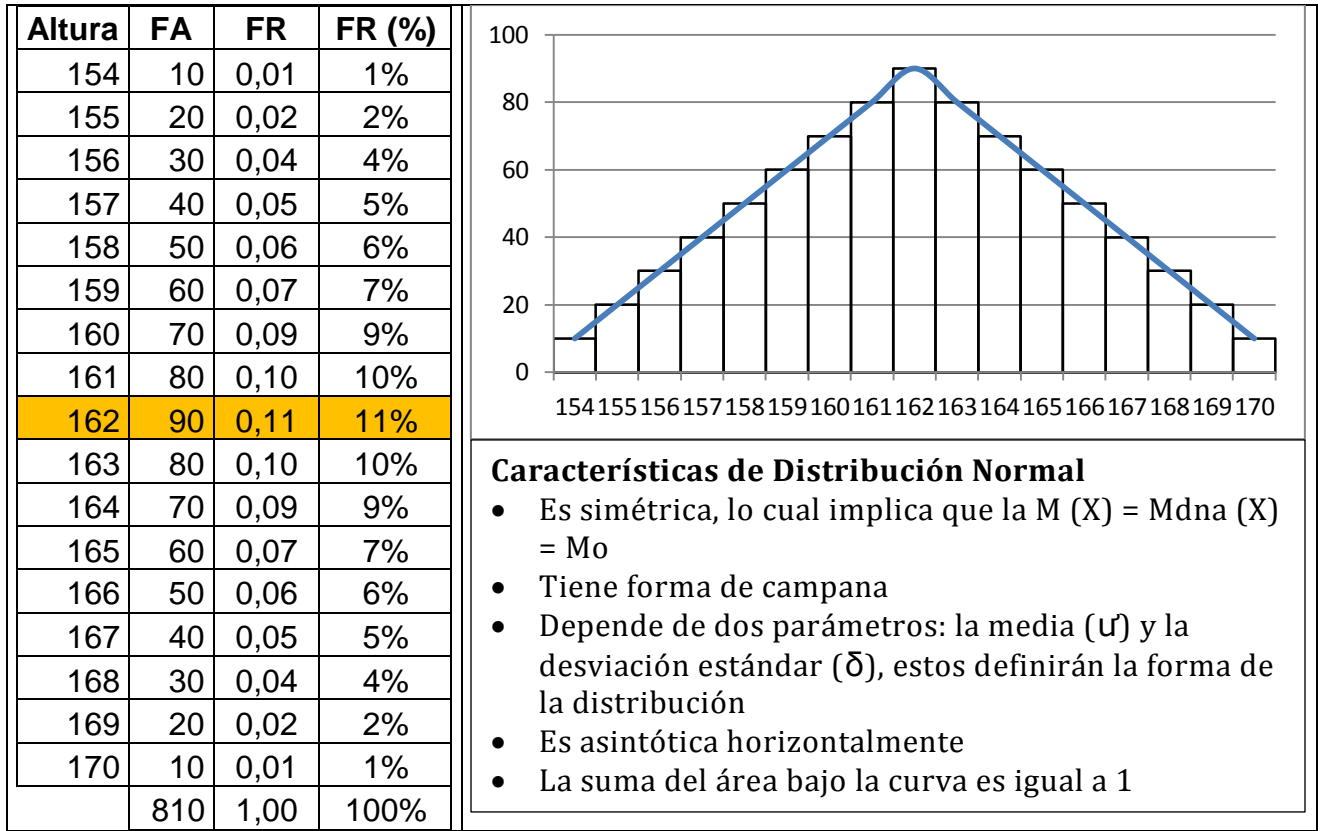 Altura FA FR FR (%)
154 10 0,01 1%
155 20 0,02 2%
156 30 0,04 4%
157 40 0,05 5%
158 50 0,06 6%
159 60 0,07 7%
160 70 0,09 9%
161 80 0,10 10%
162 90 0,11 11%
163 80 0,10 10%
164 70 0,09 9%
165 60 0,07 7%
166 50 0,06 6%
167 40 0,05 5%
168 30 0,04 4%
169 20 0,02 2%
170 10 0,01 1%
810 1,00 100%
100
80
60
40
20
0
154 155 156 157 158 159 160 161 162 163 164 165 166 167 168 169 170
Características de Distribución Normal
• Es simétrica, lo cual implica que la M (X) = Mdna (X)
= Mo
• Tiene forma de campana
• Depende de dos parámetros: la media (ư) y la
desviación estándar (δ), estos definirán la forma de
la distribución
• Es asintótica horizontalmente
• La suma del área bajo la curva es igual a 1